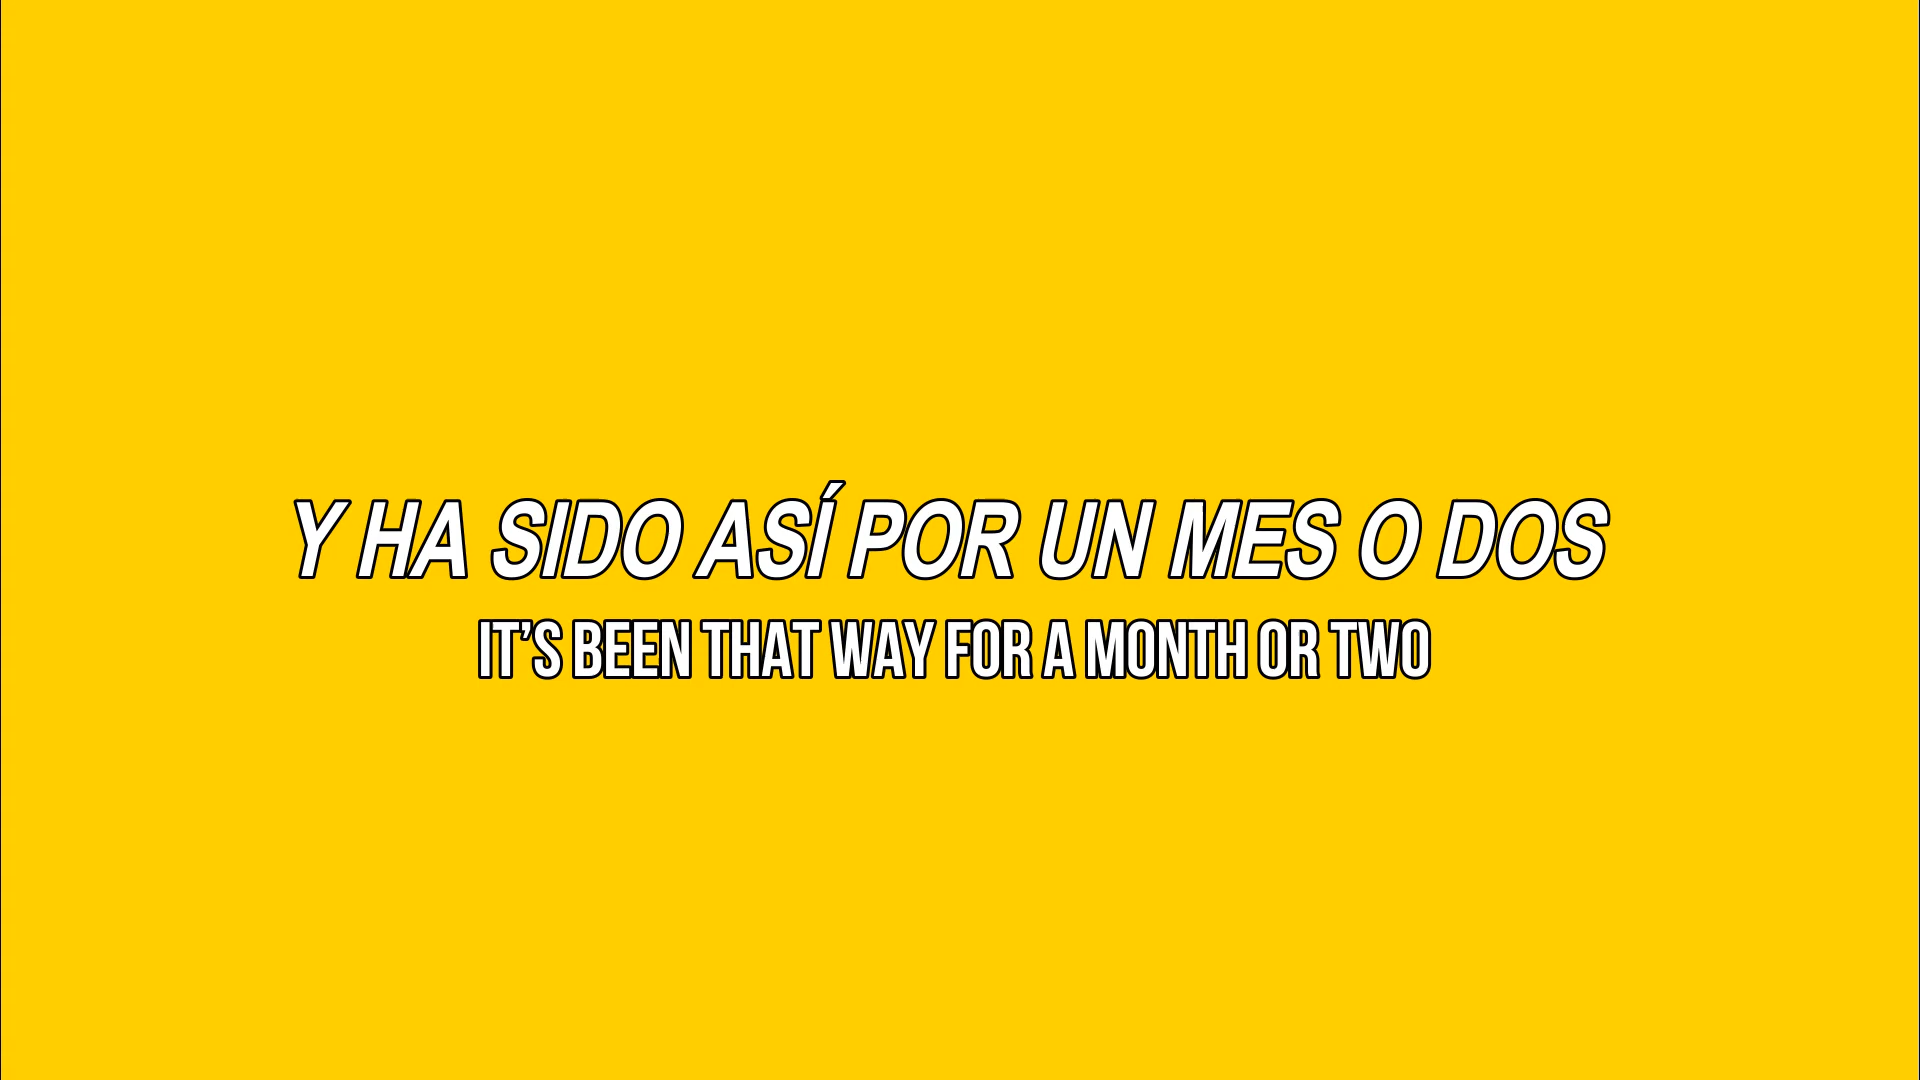 Y HA SIDO ASÍ POR UN MES O DOS
IT’S BEEN THAT WAY FOR A MONTH OR TWO